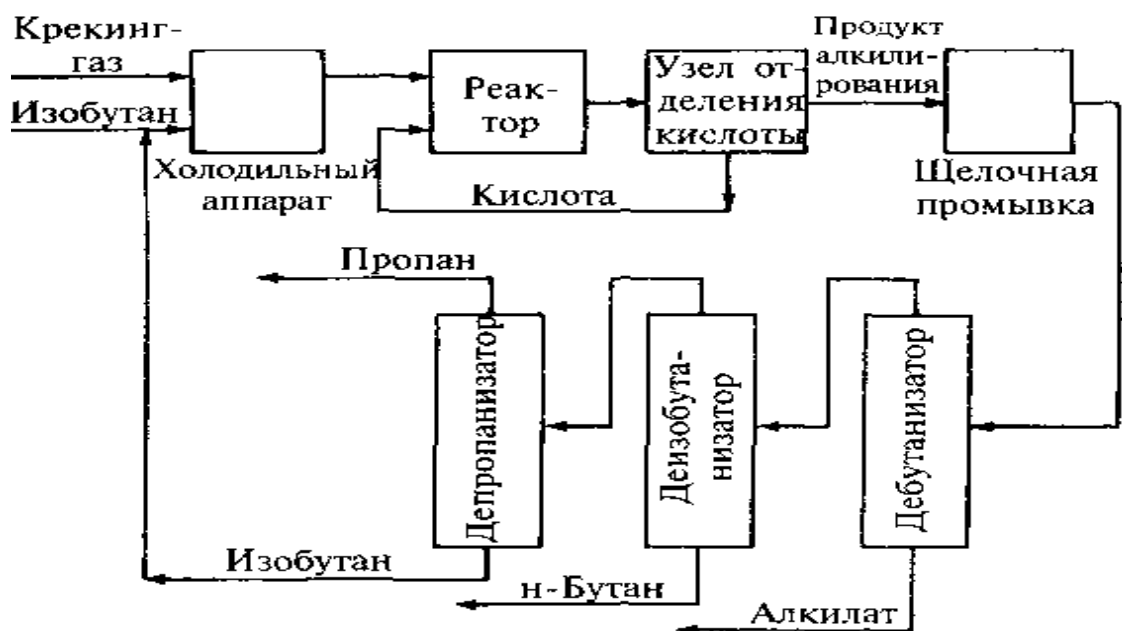 Крекинг-
газ
Изобутан
Холодильный
аппарат
Реак-
тор
Кислота
Узел от-
деления
кислоты
Продукт
алкили-
рования
Щелочная
промывка
Пропан
Депропанизатор
Деизобута-
низатор
Дебутанизатор
Изобутан
н-Бутан
Алкилат